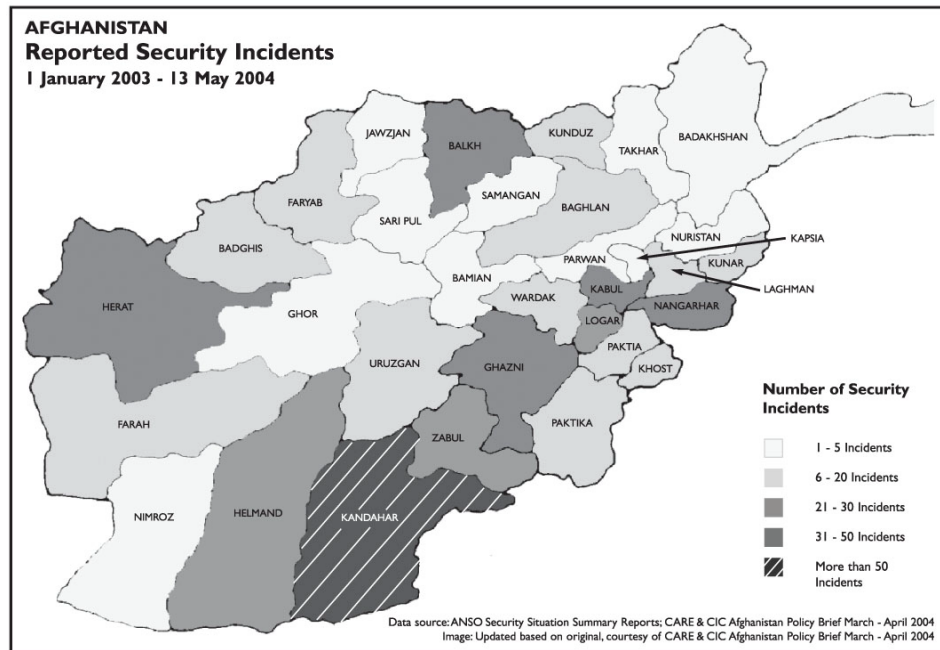 AFGHANISTAN
Reported Security Incidents
1 January 2003 - 13 May 2004
JAWZJAN
BALKH
KUNDUZ
TAKHAR
BADAKHSHAN
FARYAB
SARI PUL
SAMANGAN
BAGHLAN
BADGHIS
NURISTAN
KAPSIA
PARWAN
KUNAR
BAMIAN
HERAT
GHOR
WARDAK
KABUL
LAGHMAN
NANGARHAR
LOGAR
PAKTIA
URUZGAN
GHAZNI
KHOST
FARAH
PAKTIKA
ZABUL
NIMROZ
HELMAND
KANDAHAR
Number of Security
Incidents
1 - 5 Incidents
6 - 20 Incidents
21 - 30 Incidents
31 - 50 Incidents
More than 50
Incidents
Data source: ANSO Security Situation Summary Reports; CARE & CIC Afghanistan Policy Brief March - April 2004
Image: Updated based on original, courtesy of CARE & CIC Afghanistan Policy Brief March - April 2004